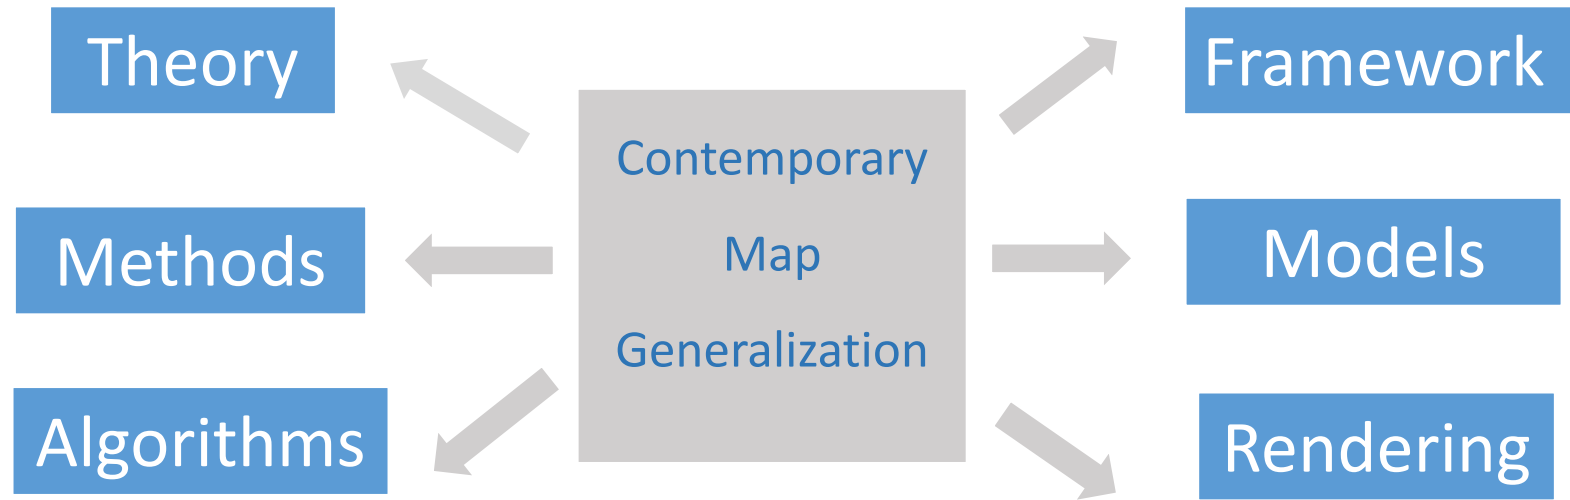 Theory
Methods
Algorithms
Contemporary
Map
Generalization
Framework
Models
Rendering